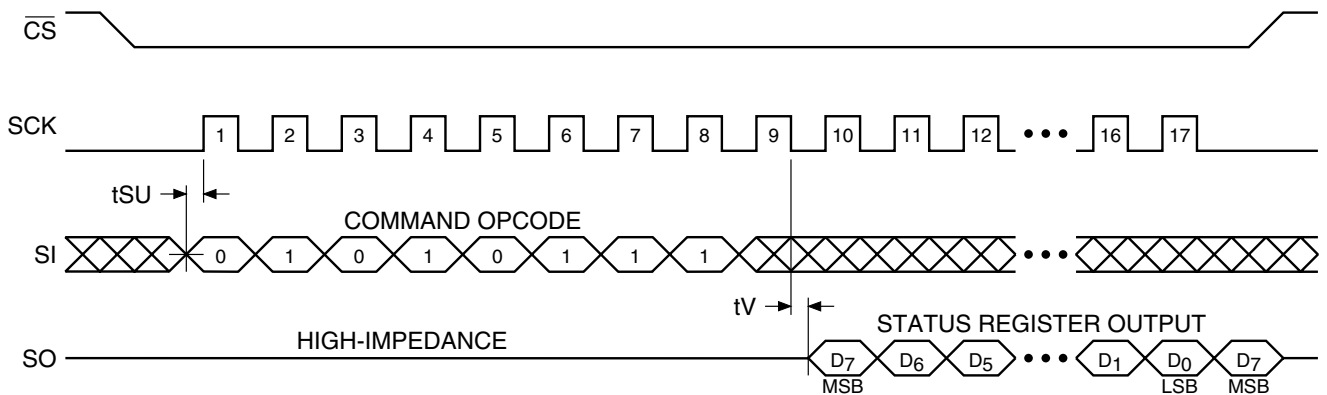 CS
SCK 1 2 3 4 5 6 7 8 9 10 11 12 ••• 16 17
tSU
COMMAND OPCODE
SI 0 1 0 1 0 1 1 1 •••
tV
HIGH-IMPEDANCE
STATUS REGISTER OUTPUT
SO D7 D6 D5 ••• D1 D0 D7
MSB LSB MSB